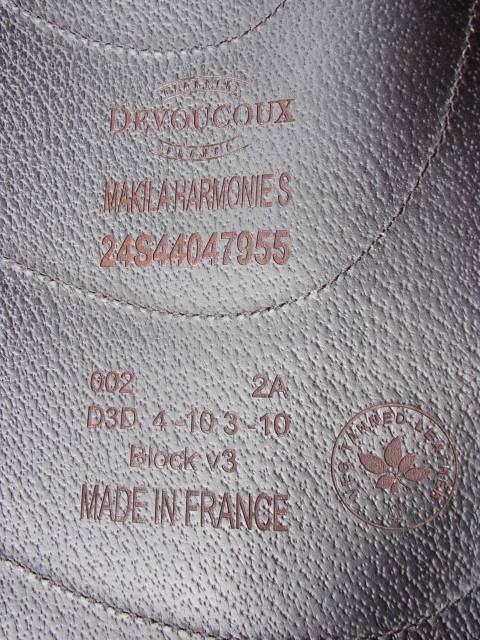 DEVOUCOUX
MAKILA HARMONIE S
24S44047955
002 2A
D3D 4 -10 3 -10
Block v3
MADE IN FRANCE
VEG TANNED LEATHER